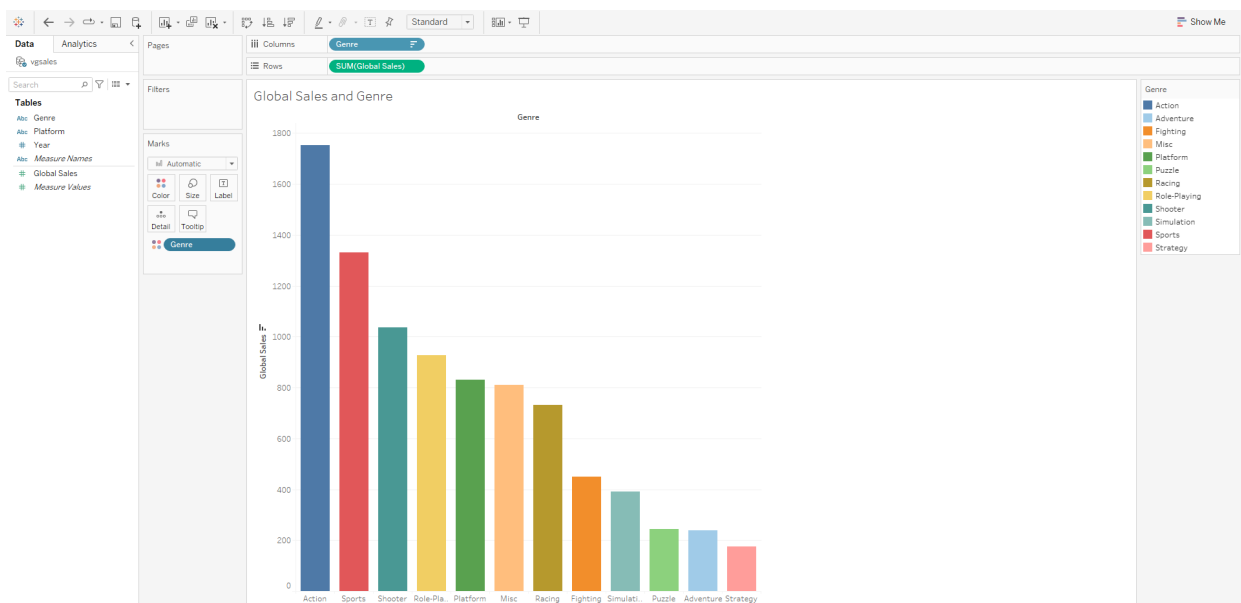 Standard
Show Me
Data Analytics
vgsales
Search
Tables
Abc Genre
Abc Platform
# Year
Abc Measure Names
# Global Sales
# Measure Values
Pages
Filters
Marks
Automatic
Color Size Label
Detail Tooltip
Genre
Columns Genre
Rows SUM(Global Sales)
Global Sales and Genre
Genre
1800
1600
1400
1200
1000
800
600
400
200
0
Global Sales
Action Sports Shooter Role-Pla.. Platform Misc Racing Fighting Simulati.. Puzzle Adventure Strategy
Genre
Action
Adventure
Fighting
Misc
Platform
Puzzle
Racing
Role-Playing
Shooter
Simulation
Sports
Strategy